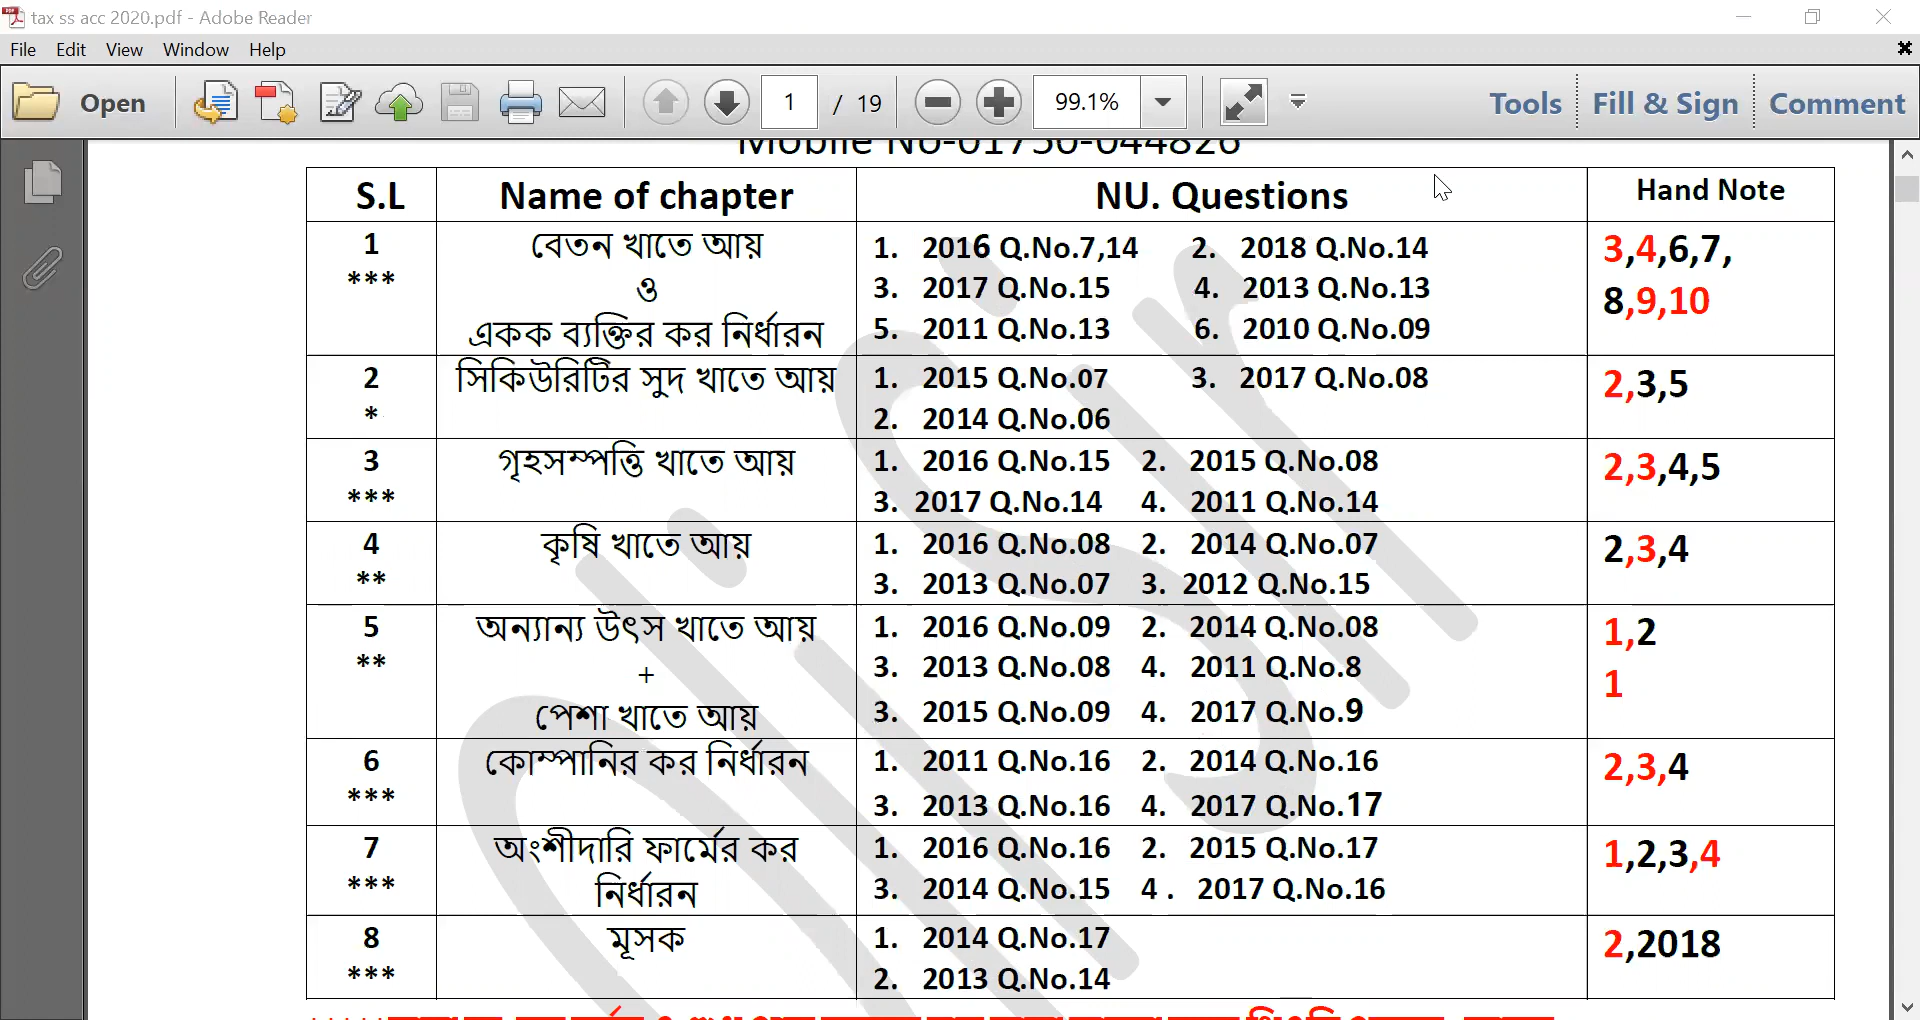 tax ss acc 2020.pdf - Adobe Reader
File Edit View Window Help
Open 1 / 19 99.1% Tools Fill & Sign Comment
Mobile No-01750-044826
S.L Name of chapter NU. Questions Hand Note
1 বেতন খাতে আয় 1. 2016 Q.No.7,14 2. 2018 Q.No.14 3,4,6,7,
*** ও 3. 2017 Q.No.15 4. 2013 Q.No.13 8,9,10
একক ব্যক্তির কর নির্ধারন 5. 2011 Q.No.13 6. 2010 Q.No.09
2 সিকিউরিটির সুদ খাতে আয় 1. 2015 Q.No.07 3. 2017 Q.No.08 2,3,5
* 2. 2014 Q.No.06
3 গৃহসম্পত্তি খাতে আয় 1. 2016 Q.No.15 2. 2015 Q.No.08 2,3,4,5
*** 3. 2017 Q.No.14 4. 2011 Q.No.14
4 কৃষি খাতে আয় 1. 2016 Q.No.08 2. 2014 Q.No.07 2,3,4
** 3. 2013 Q.No.07 3. 2012 Q.No.15
5 অন্যান্য উৎস খাতে আয় 1. 2016 Q.No.09 2. 2014 Q.No.08 1,2
** + 3. 2013 Q.No.08 4. 2011 Q.No.8 1
পেশা খাতে আয় 3. 2015 Q.No.09 4. 2017 Q.No.9
6 কোম্পানির কর নির্ধারন 1. 2011 Q.No.16 2. 2014 Q.No.16 2,3,4
*** 3. 2013 Q.No.16 4. 2017 Q.No.17
7 অংশীদারি ফার্মের কর 1. 2016 Q.No.16 2. 2015 Q.No.17 1,2,3,4
*** নির্ধারন 3. 2014 Q.No.15 4 . 2017 Q.No.16
8 মূসক 1. 2014 Q.No.17 2,2018
*** 2. 2013 Q.No.14